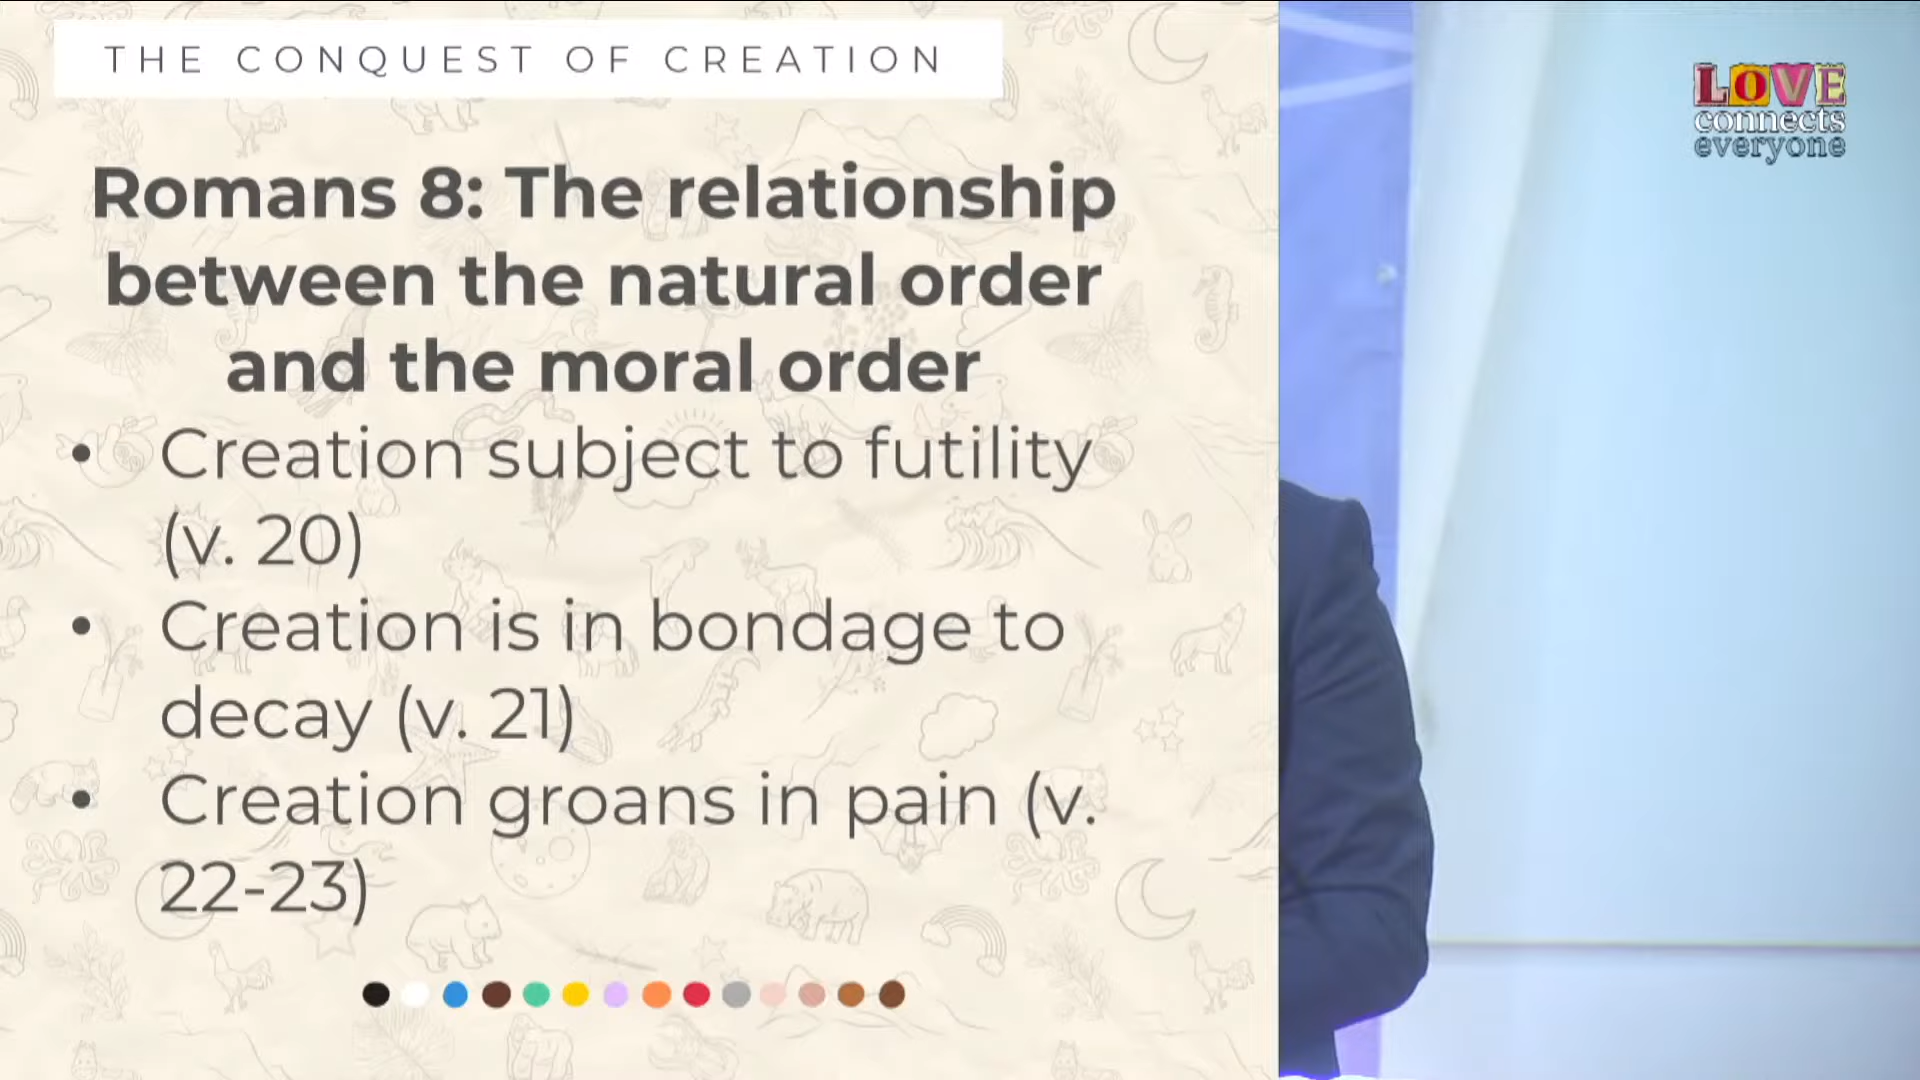 THE CONQUEST OF CREATION
Romans 8: The relationship
between the natural order
and the moral order
• Creation subject to futility
(v. 20)
• Creation is in bondage to
decay (v. 21)
• Creation groans in pain (v.
22-23)
LOVE
connects
everyone